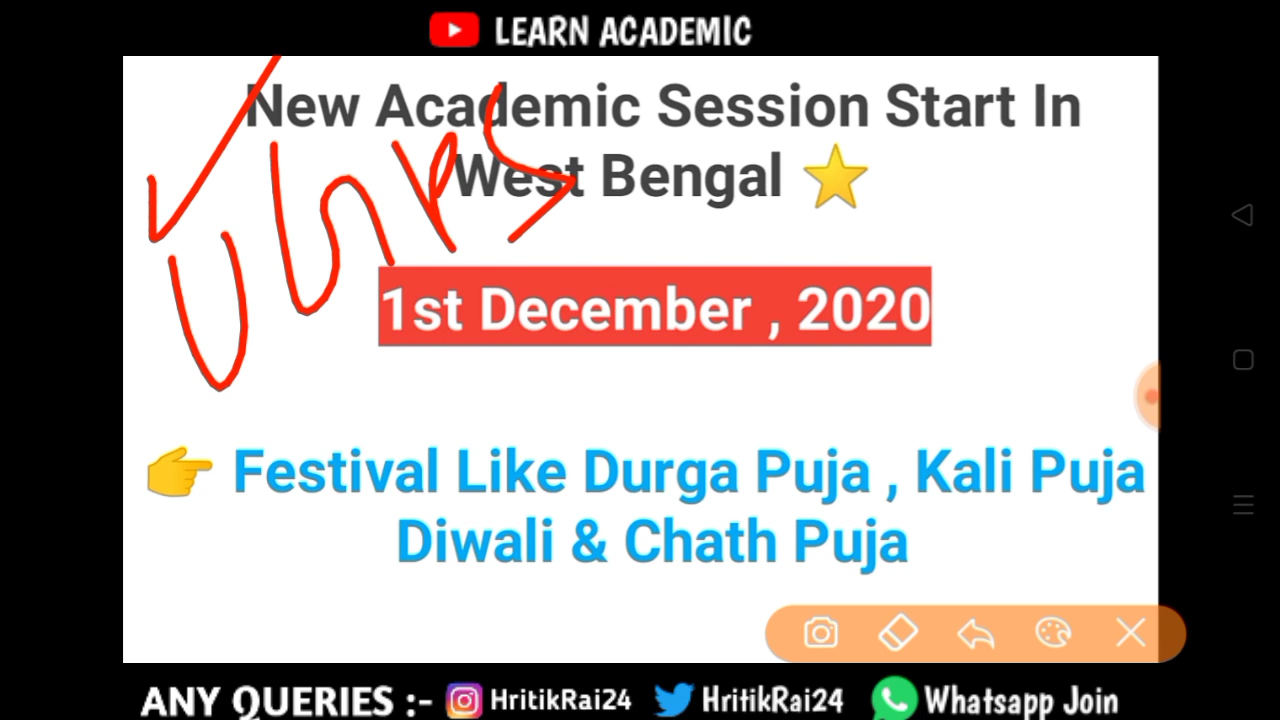 LEARN ACADEMIC
New Academic Session Start In
West Bengal
1st December , 2020
Festival Like Durga Puja , Kali Puja
Diwali & Chath Puja
ANY QUERIES :- HritikRai24 HritikRai24 Whatsapp Join